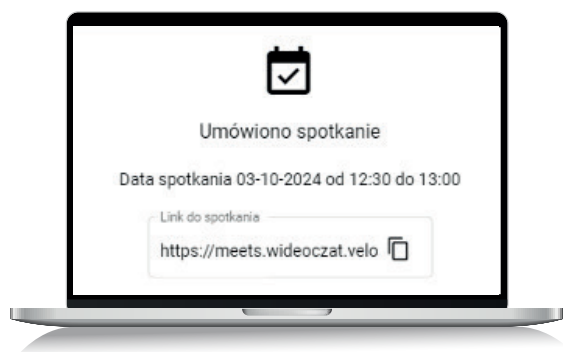 Umówiono spotkanie
Data spotkania 03-10-2024 od 12:30 do 13:00
Link do spotkania
https://meets.wideoczat.velo